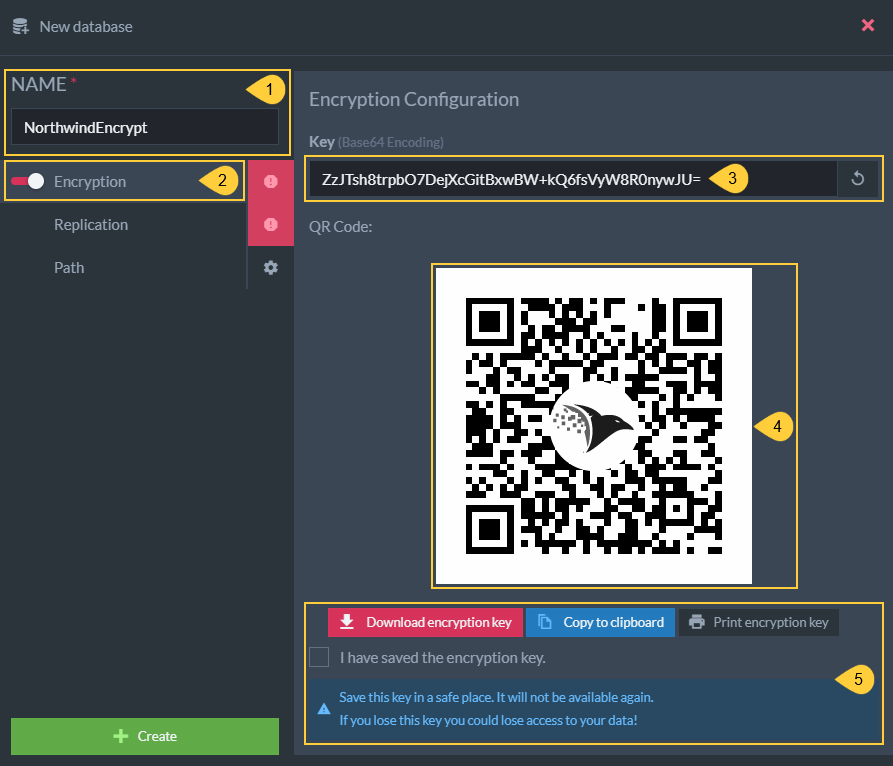 New database
NAME *
1
NorthwindEncrypt
Encryption
2
Replication
Path
Create
Encryption Configuration
Key (Base64 Encoding)
ZzJTsh8trpbO7DejXcGitBxwBW+kQ6fsVyW8R0nywJU=
3
QR Code:
4
Download encryption key
Copy to clipboard
Print encryption key
I have saved the encryption key.
5
Save this key in a safe place. It will not be available again.
If you lose this key you could lose access to your data!